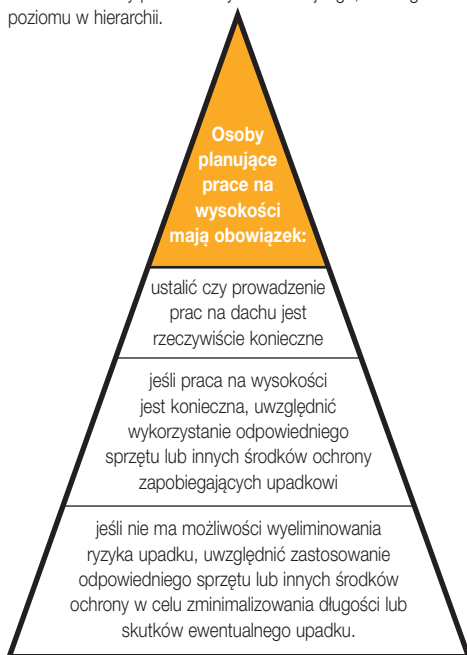 poziomu w hierarchii.
Osoby
planujące
prace na
wysokości
mają obowiązek:
ustalić czy prowadzenie
prac na dachu jest
rzeczywiście konieczne
jeśli praca na wysokości
jest konieczna, uwzględnić
wykorzystanie odpowiedniego
sprzętu lub innych środków ochrony
zapobiegających upadkowi
jeśli nie ma możliwości wyeliminowania
ryzyka upadku, uwzględnić zastosowanie
odpowiedniego sprzętu lub innych środków
ochrony w celu zminimalizowania długości lub
skutków ewentualnego upadku.